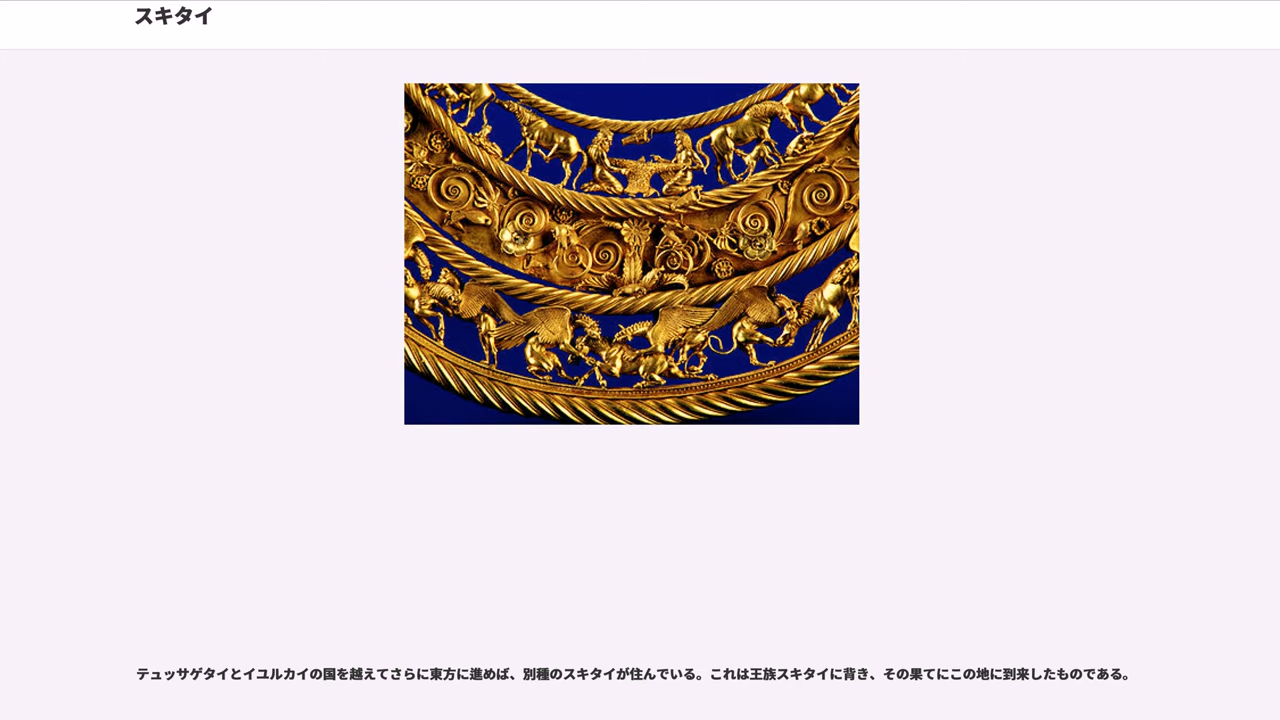 スキタイ
テュッサゲタイとイユルカイの国を越えてさらに東方に進めば、別種のスキタイが住んでいる。これは王族スキタイに背き、その果てにこの地に到来したものである。